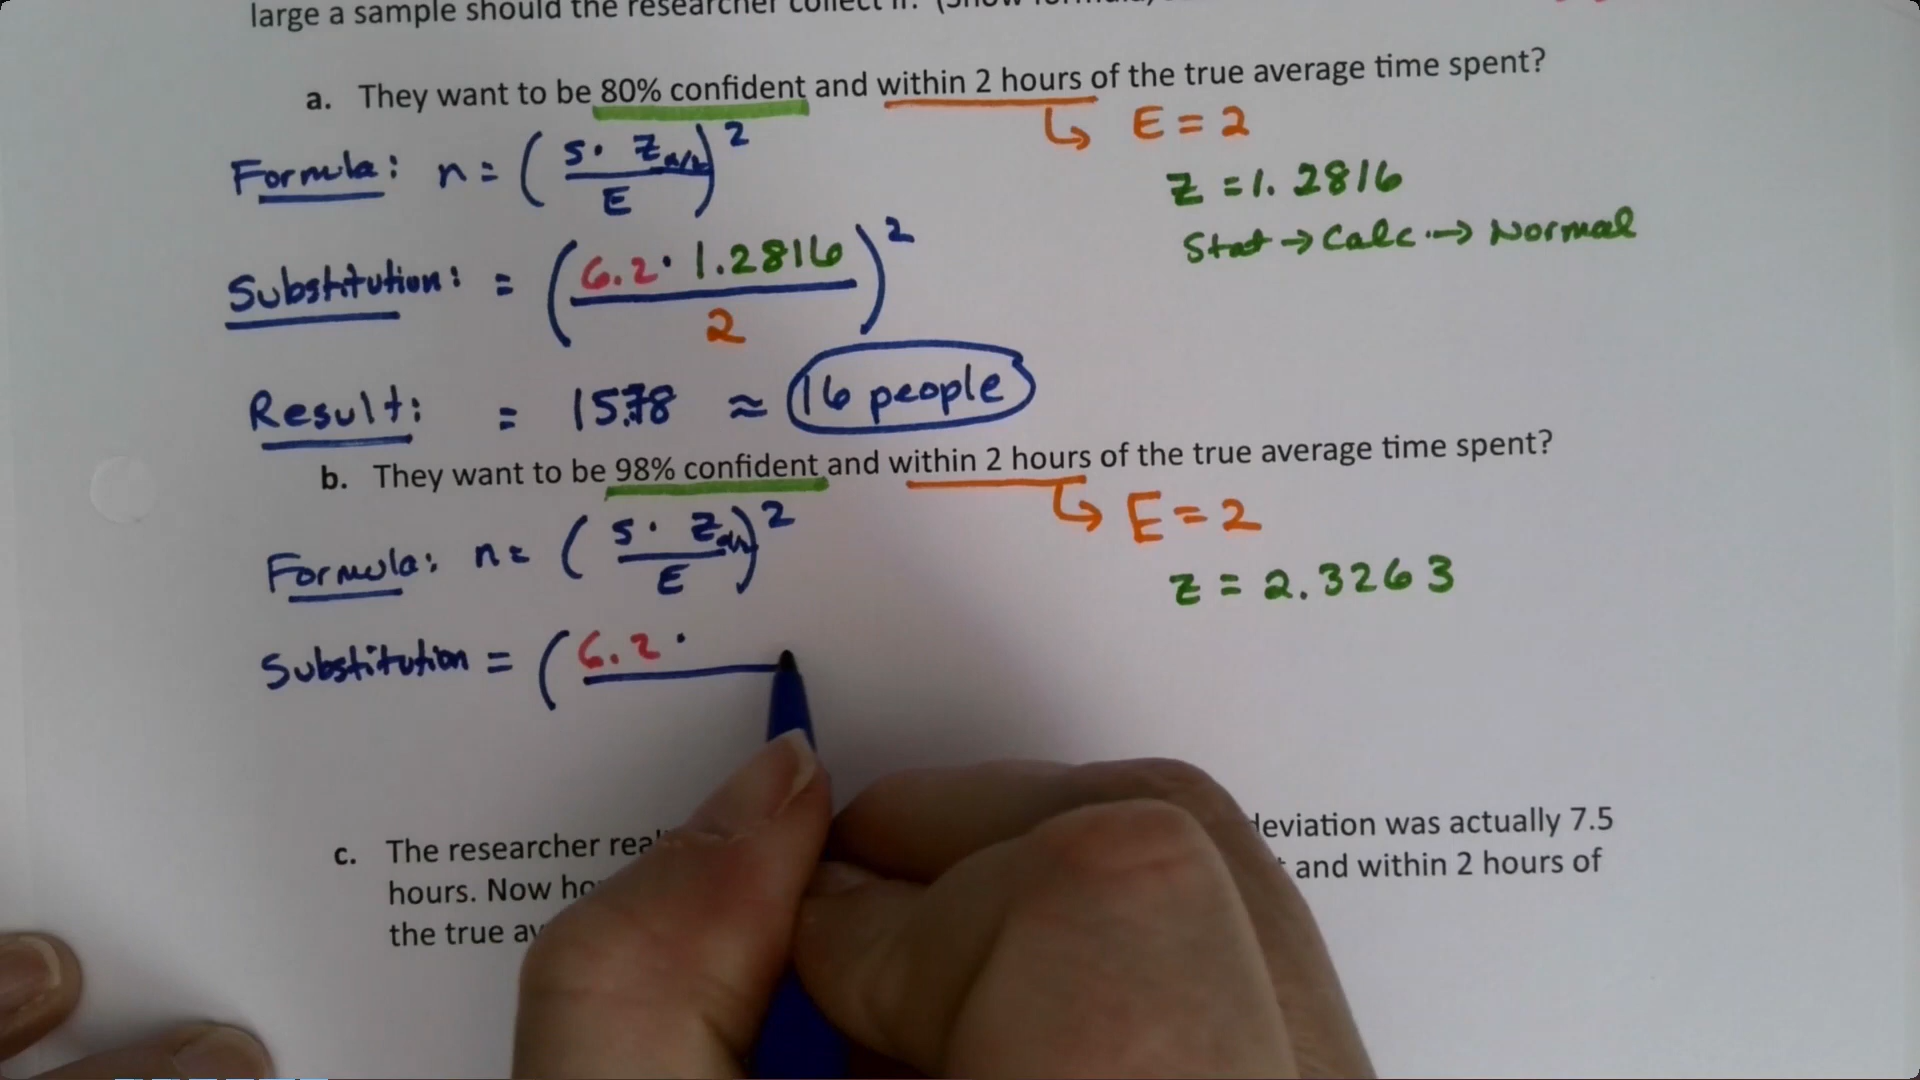 large a sample should the researcher collect if: (Show formula,
a. They want to be 80% confident and within 2 hours of the true average time spent?
E = 2
Formula: n = ( s · Zα/2 / E )²
Z = 1.2816
Stat → Calc → Normal
Substitution: = ( 6.2 · 1.2816 / 2 )²
Result: = 15.78 ≈ 16 people
b. They want to be 98% confident and within 2 hours of the true average time spent?
E = 2
Formula: n = ( s · Zα/2 / E )²
Z = 2.3263
Substitution = ( 6.2 ·
c. The researcher deviation was actually 7.5
hours. Now and within 2 hours of
the true